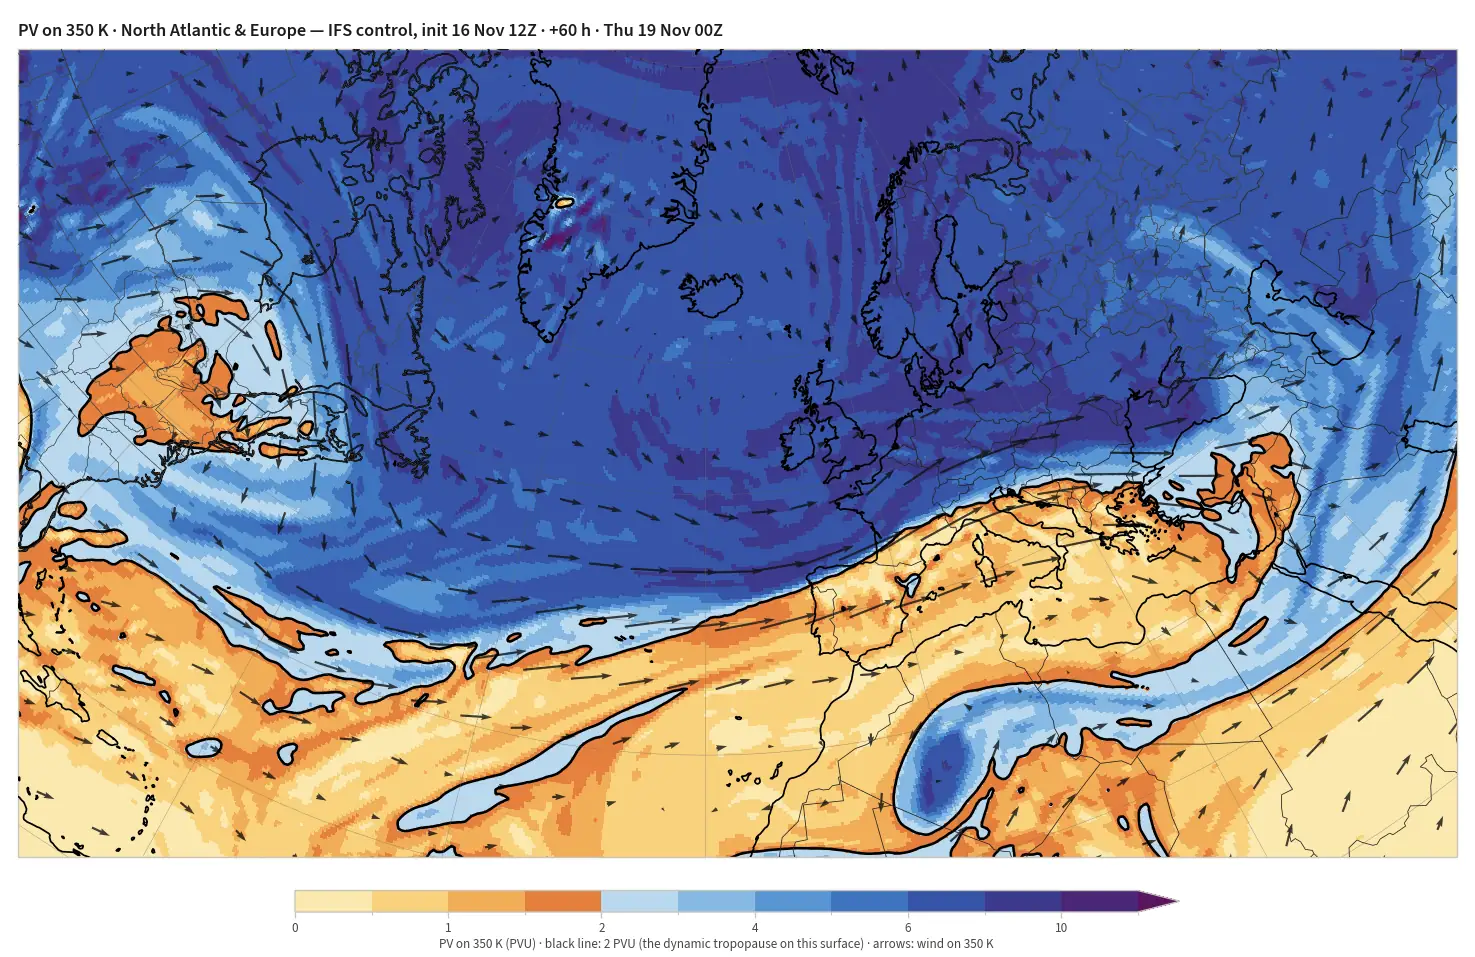 PV on 350 K · North Atlantic & Europe — IFS control, init 16 Nov 12Z · +60 h · Thu 19 Nov 00Z
0 1 2 4 6 10
PV on 350 K (PVU) · black line: 2 PVU (the dynamic tropopause on this surface) · arrows: wind on 350 K